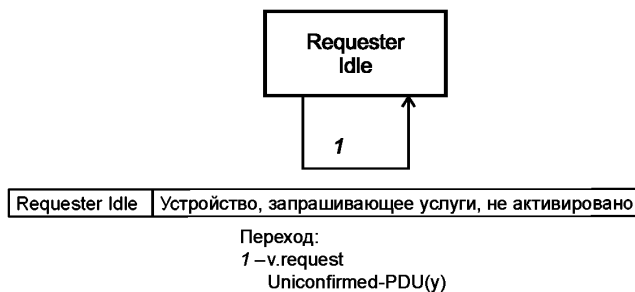 Requester
Idle
1
Requester Idle Устройство, запрашивающее услуги, не активировано
Переход:
1 –v.request
Uniconfirmed-PDU(y)